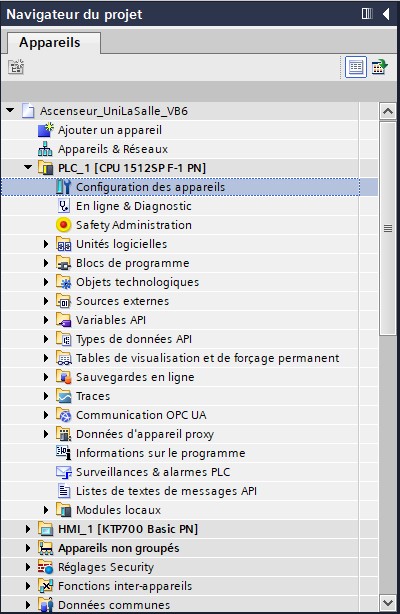 Navigateur du projet
Appareils
Ascenseur_UniLaSalle_VB6
Ajouter un appareil
Appareils & Réseaux
PLC_1 [CPU 1512SP F-1 PN]
Configuration des appareils
En ligne & Diagnostic
Safety Administration
Unités logicielles
Blocs de programme
Objets technologiques
Sources externes
Variables API
Types de données API
Tables de visualisation et de forçage permanent
Sauvegardes en ligne
Traces
Communication OPC UA
Données d'appareil proxy
Informations sur le programme
Surveillances & alarmes PLC
Listes de textes de messages API
Modules locaux
HMI_1 [KTP700 Basic PN]
Appareils non groupés
Réglages Security
Fonctions inter-appareils
Données communes